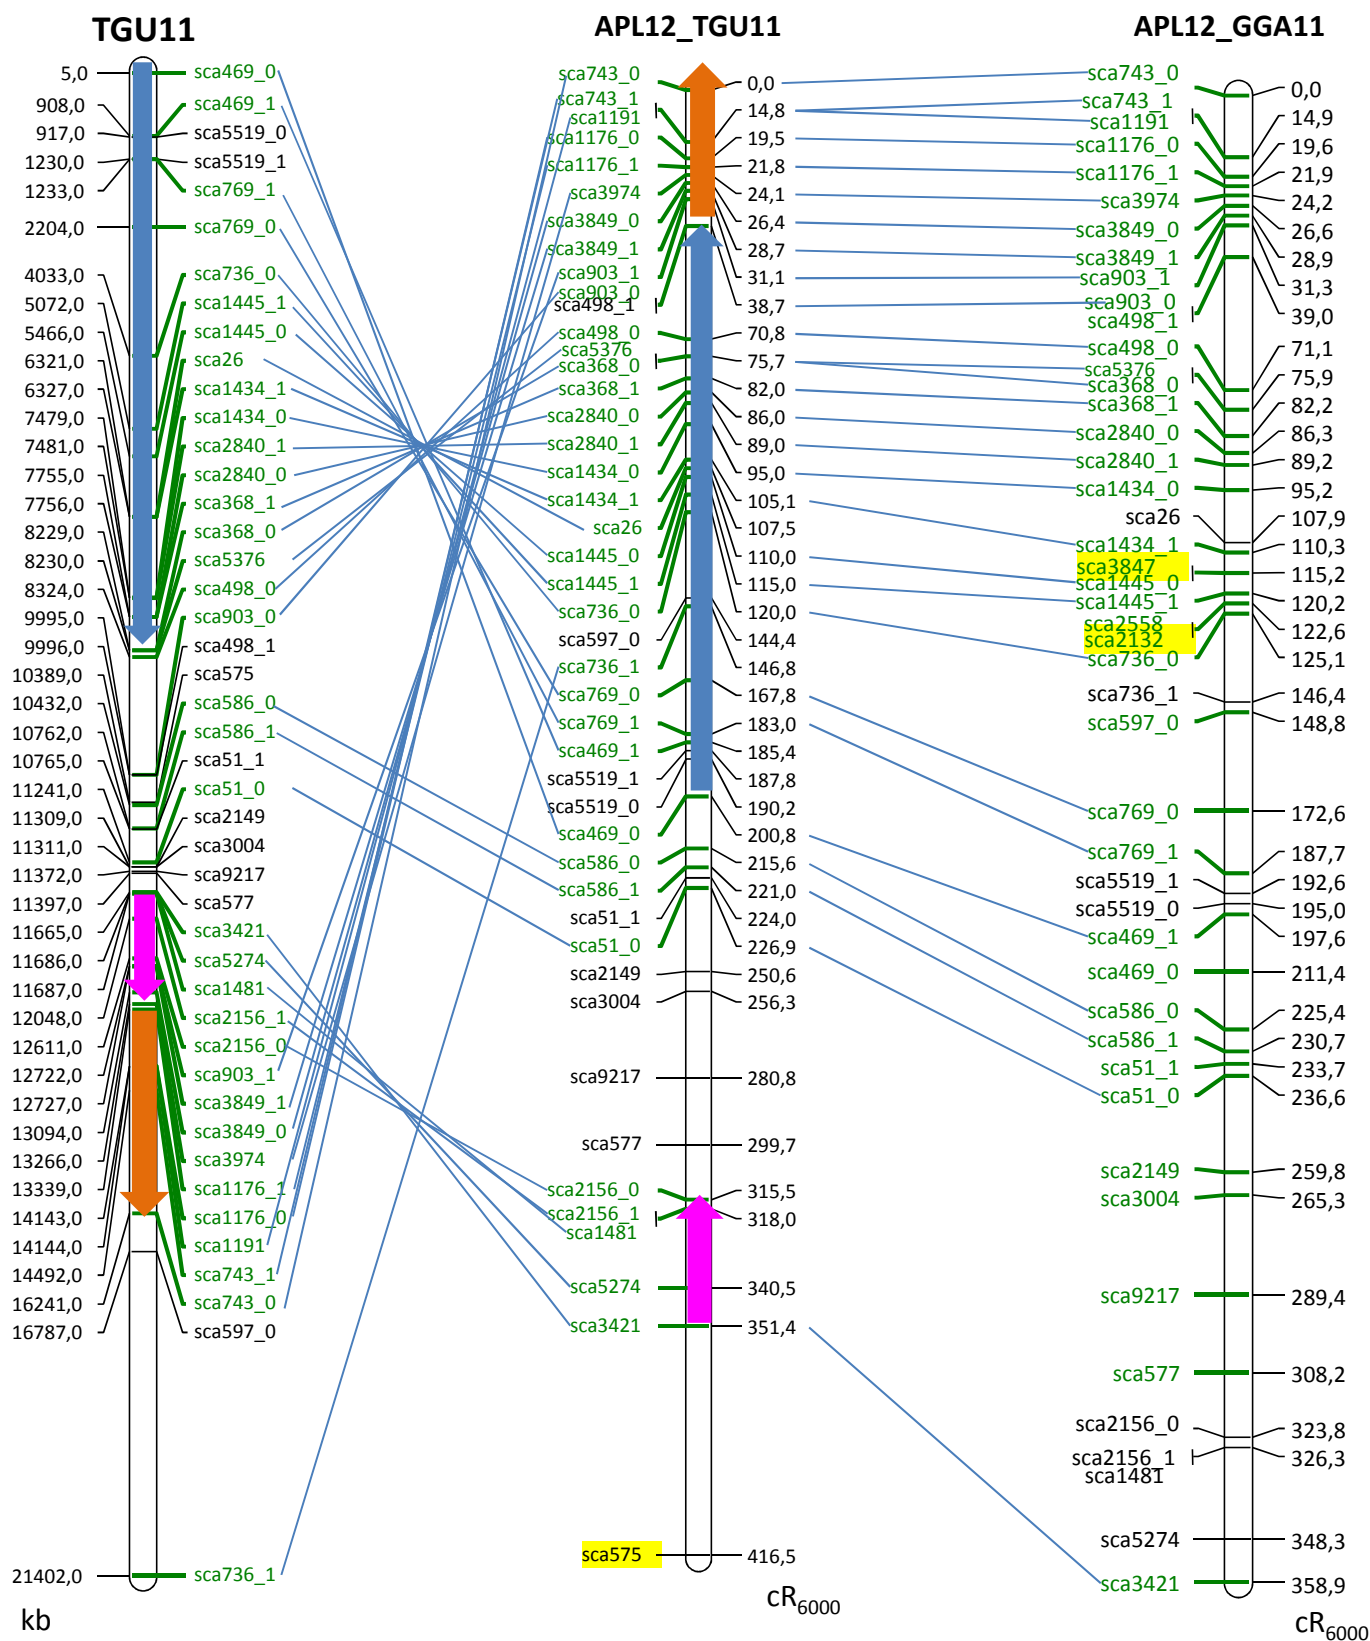 TGU11
5,0 sca469_0
908,0 sca469_1
917,0 sca5519_0
1230,0 sca5519_1
1233,0 sca769_1
2204,0 sca769_0
4033,0 sca736_0
5072,0 sca1445_1
5466,0 sca1445_0
6321,0 sca26
6327,0 sca1434_1
7479,0 sca1434_0
7481,0 sca2840_1
7755,0 sca2840_0
7756,0 sca368_1
8229,0 sca368_0
8230,0 sca5376
8324,0 sca498_0
9995,0 sca903_0
9996,0 sca498_1
10389,0 sca575
10432,0 sca586_0
10762,0 sca586_1
10765,0 sca51_1
11241,0 sca51_0
11309,0 sca2149
11311,0 sca3004
11372,0 sca9217
11397,0 sca577
11665,0 sca3421
11686,0 sca5274
11687,0 sca1481
12048,0 sca2156_1
12611,0 sca2156_0
12722,0 sca903_1
12727,0 sca3849_1
13094,0 sca3849_0
13266,0 sca3974
13339,0 sca1176_1
14143,0 sca1176_0
14144,0 sca1191
14492,0 sca743_1
16241,0 sca743_0
16787,0 sca597_0
21402,0 sca736_1
kb
APL12_TGU11
sca743_0 0,0
sca743_1 14,8
sca1191
sca1176_0 19,5
sca1176_1 21,8
sca3974 24,1
sca3849_0 26,4
sca3849_1 28,7
sca903_1 31,1
sca903_0
sca498_1 38,7
sca498_0 70,8
sca5376
sca368_0 75,7
sca368_1 82,0
sca2840_0 86,0
sca2840_1 89,0
sca1434_0 95,0
sca1434_1 105,1
sca26 107,5
sca1445_0 110,0
sca1445_1 115,0
sca736_0 120,0
sca597_0 144,4
sca736_1 146,8
sca769_0 167,8
sca769_1 183,0
sca469_1 185,4
sca5519_1 187,8
sca5519_0 190,2
sca469_0 200,8
sca586_0 215,6
sca586_1 221,0
sca51_1 224,0
sca51_0 226,9
sca2149 250,6
sca3004 256,3
sca9217 280,8
sca577 299,7
sca2156_0 315,5
sca2156_1 318,0
sca1481
sca5274 340,5
sca3421 351,4
sca575 416,5
cR6000
APL12_GGA11
sca743_0 0,0
sca743_1 14,9
sca1191
sca1176_0 19,6
sca1176_1 21,9
sca3974 24,2
sca3849_0 26,6
sca3849_1 28,9
sca903_1 31,3
sca903_0 39,0
sca498_1
sca498_0 71,1
sca5376 75,9
sca368_0
sca368_1 82,2
sca2840_0 86,3
sca2840_1 89,2
sca1434_0 95,2
sca26 107,9
sca1434_1 110,3
sca3847 115,2
sca1445_0
sca1445_1 120,2
sca2558 122,6
sca2132
sca736_0 125,1
sca736_1 146,4
sca597_0 148,8
sca769_0 172,6
sca769_1 187,7
sca5519_1 192,6
sca5519_0 195,0
sca469_1 197,6
sca469_0 211,4
sca586_0 225,4
sca586_1 230,7
sca51_1 233,7
sca51_0 236,6
sca2149 259,8
sca3004 265,3
sca9217 289,4
sca577 308,2
sca2156_0 323,8
sca2156_1 326,3
sca1481
sca5274 348,3
sca3421 358,9
cR6000